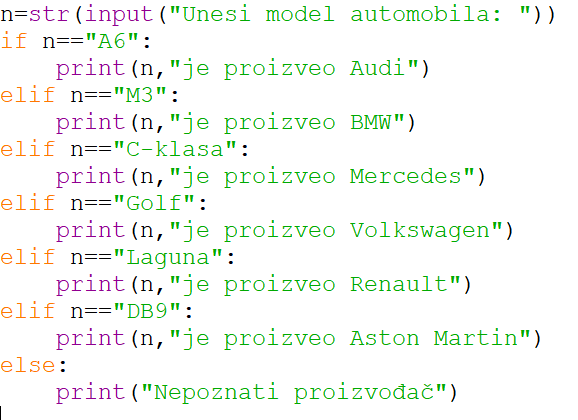 n=str(input("Unesi model automobila: "))
if n=="A6":
    print(n,"je proizveo Audi")
elif n=="M3":
    print(n,"je proizveo BMW")
elif n=="C-klasa":
    print(n,"je proizveo Mercedes")
elif n=="Golf":
    print(n,"je proizveo Volkswagen")
elif n=="Laguna":
    print(n,"je proizveo Renault")
elif n=="DB9":
    print(n,"je proizveo Aston Martin")
else:
    print("Nepoznati proizvođač")